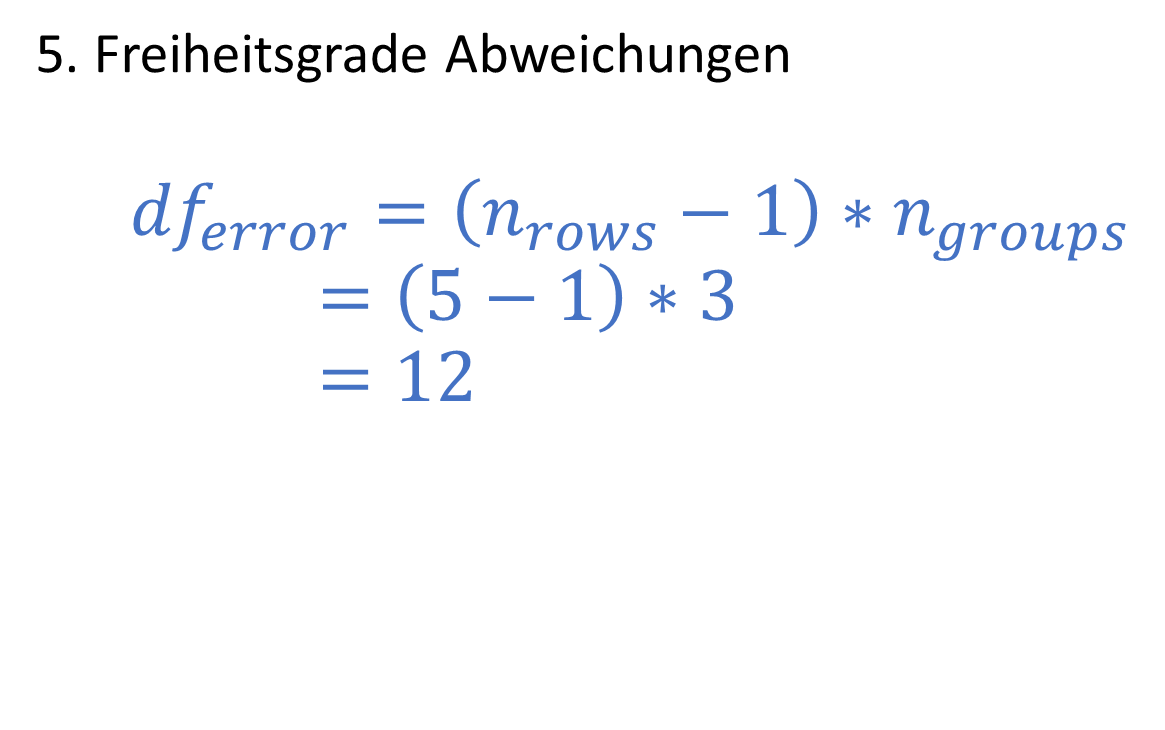 5. Freiheitsgrade Abweichungen
df_error = (n_rows − 1) ∗ n_groups
= (5 − 1) ∗ 3
= 12